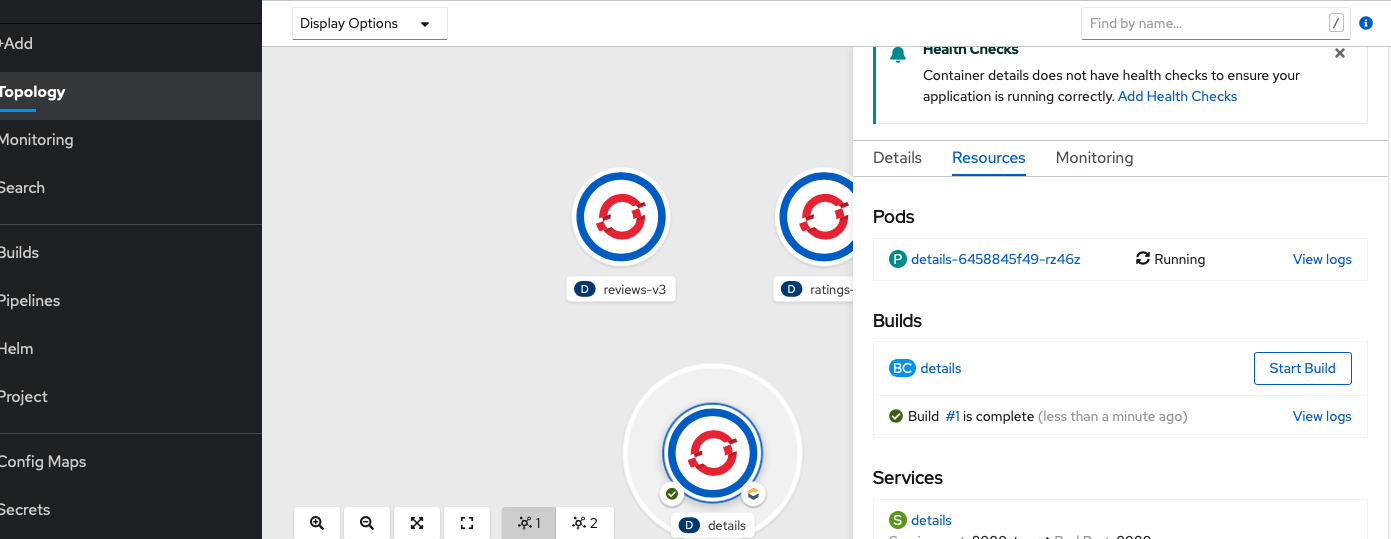 Display Options
Find by name...
/
+Add
Topology
Monitoring
Search
Builds
Pipelines
Helm
Project
Config Maps
Secrets
D reviews-v3
D ratings-
D details
1
2
Health Checks
Container details does not have health checks to ensure your
application is running correctly. Add Health Checks
Details Resources Monitoring
Pods
P details-6458845f49-rz46z Running View logs
Builds
BC details Start Build
Build #1 is complete (less than a minute ago) View logs
Services
S details